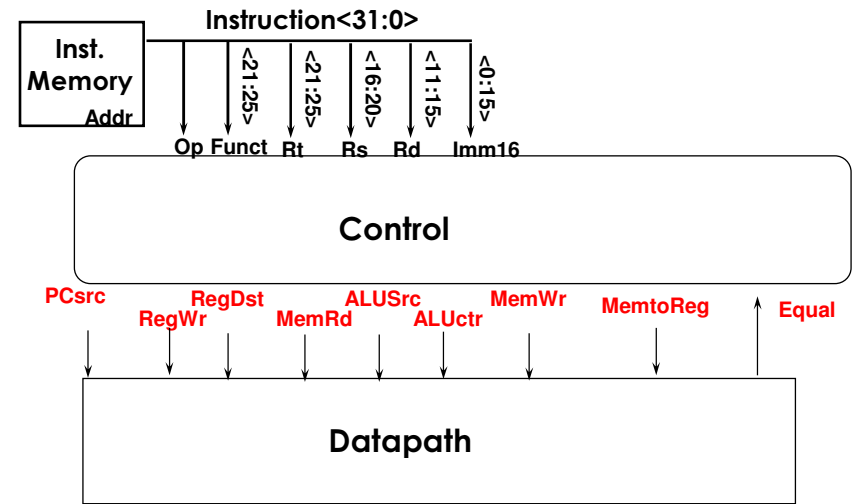 Instruction<31:0>
Inst.
Memory
Addr
<21:25>
<21:25>
<16:20>
<11:15>
<0:15>
Op Funct Rt Rs Rd Imm16
Control
PCsrc RegWr RegDst MemRd ALUSrc ALUctr MemWr MemtoReg Equal
Datapath